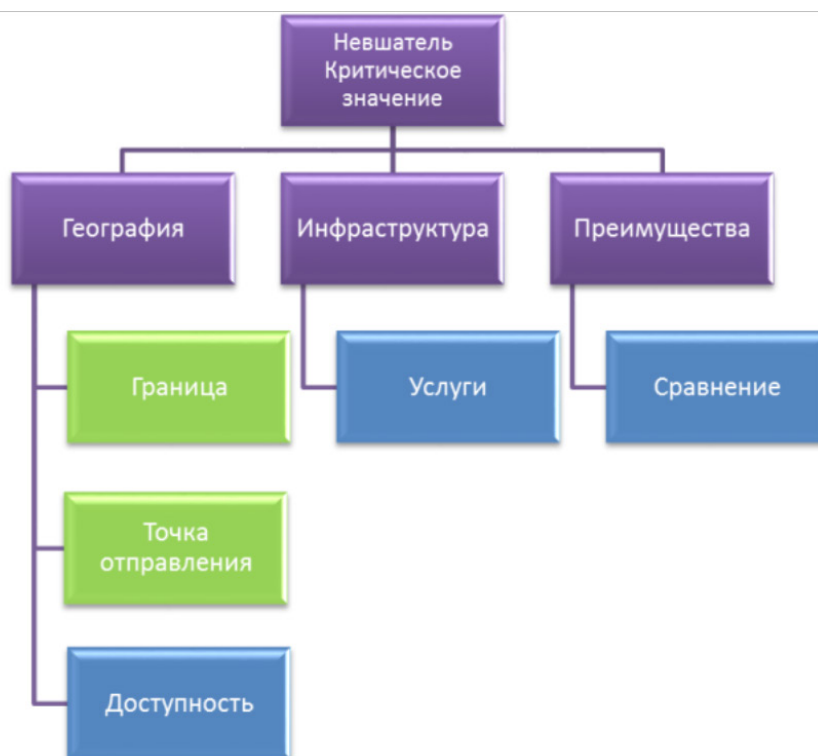 Невшатель
Критическое
значение
География
Инфраструктура
Преимущества
Граница
Услуги
Сравнение
Точка
отправления
Доступность